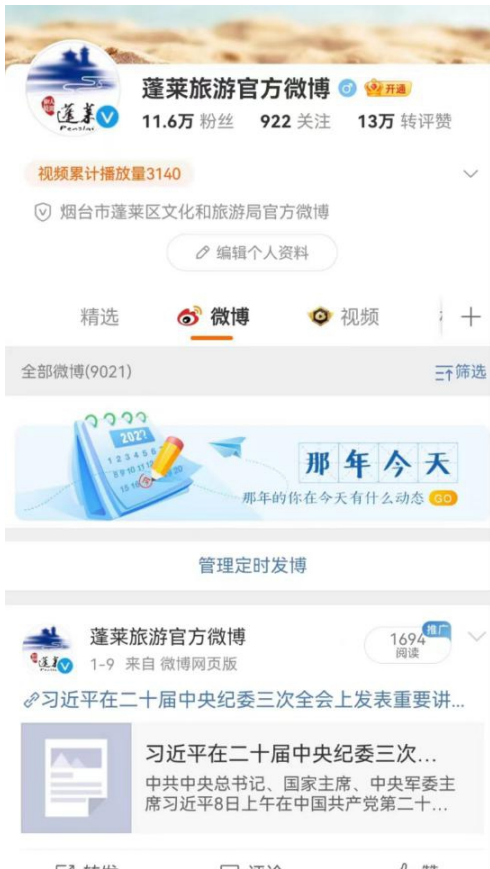 蓬莱
Penglai
蓬莱旅游官方微博
开通
11.6万 粉丝 922 关注 13万 转评赞
视频累计播放量3140
烟台市蓬莱区文化和旅游局官方微博
编辑个人资料
精选 微博 视频
全部微博(9021)
筛选
那年今天
那年的你在今天有什么动态 GO
管理定时发博
蓬莱旅游官方微博
1-9 来自 微博网页版
推广
1694
阅读
习近平在二十届中央纪委三次全会上发表重要讲...
习近平在二十届中央纪委三次...
中共中央总书记、国家主席、中央军委主
席习近平8日上午在中国共产党第二十...
转发 评论 赞